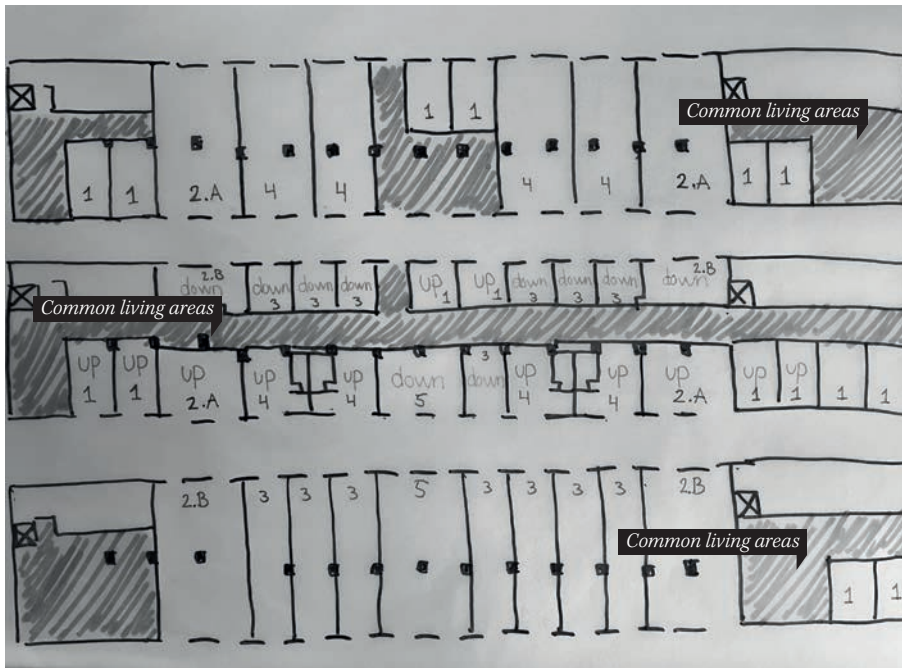 1 1
Common living areas
1 1 2.A 4 4 4 4 2.A 1 1
2.B 2.B
down down down down up up down down down down
3 3 3 1 1 3 3 3
Common living areas
3
up up up up up down down up up up up up
1 1 2.A 4 4 5 4 4 2.A 1 1 1 1
2.B 3 3 3 5 3 3 3 3 2.B
Common living areas
1 1